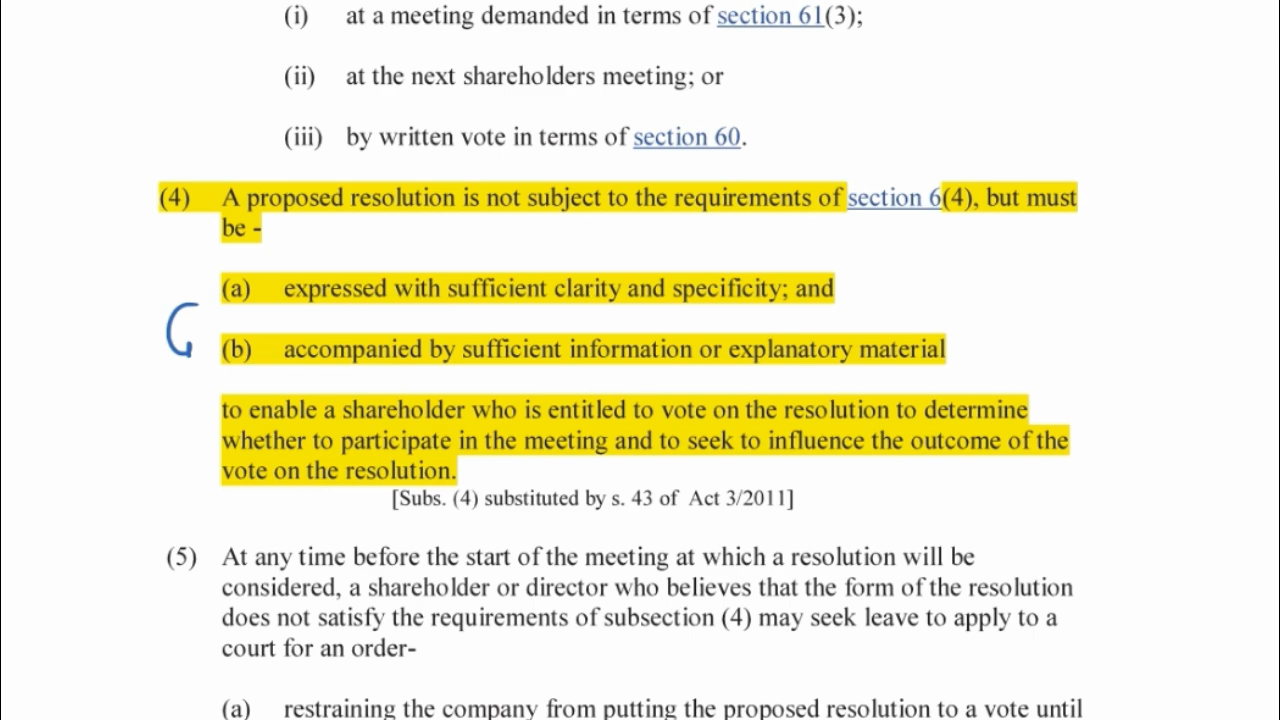 (i) at a meeting demanded in terms of section 61(3);
(ii) at the next shareholders meeting; or
(iii) by written vote in terms of section 60.
(4) A proposed resolution is not subject to the requirements of section 6(4), but must
be -
(a) expressed with sufficient clarity and specificity; and
(b) accompanied by sufficient information or explanatory material
to enable a shareholder who is entitled to vote on the resolution to determine
whether to participate in the meeting and to seek to influence the outcome of the
vote on the resolution.
[Subs. (4) substituted by s. 43 of Act 3/2011]
(5) At any time before the start of the meeting at which a resolution will be
considered, a shareholder or director who believes that the form of the resolution
does not satisfy the requirements of subsection (4) may seek leave to apply to a
court for an order-
(a) restraining the company from putting the proposed resolution to a vote until